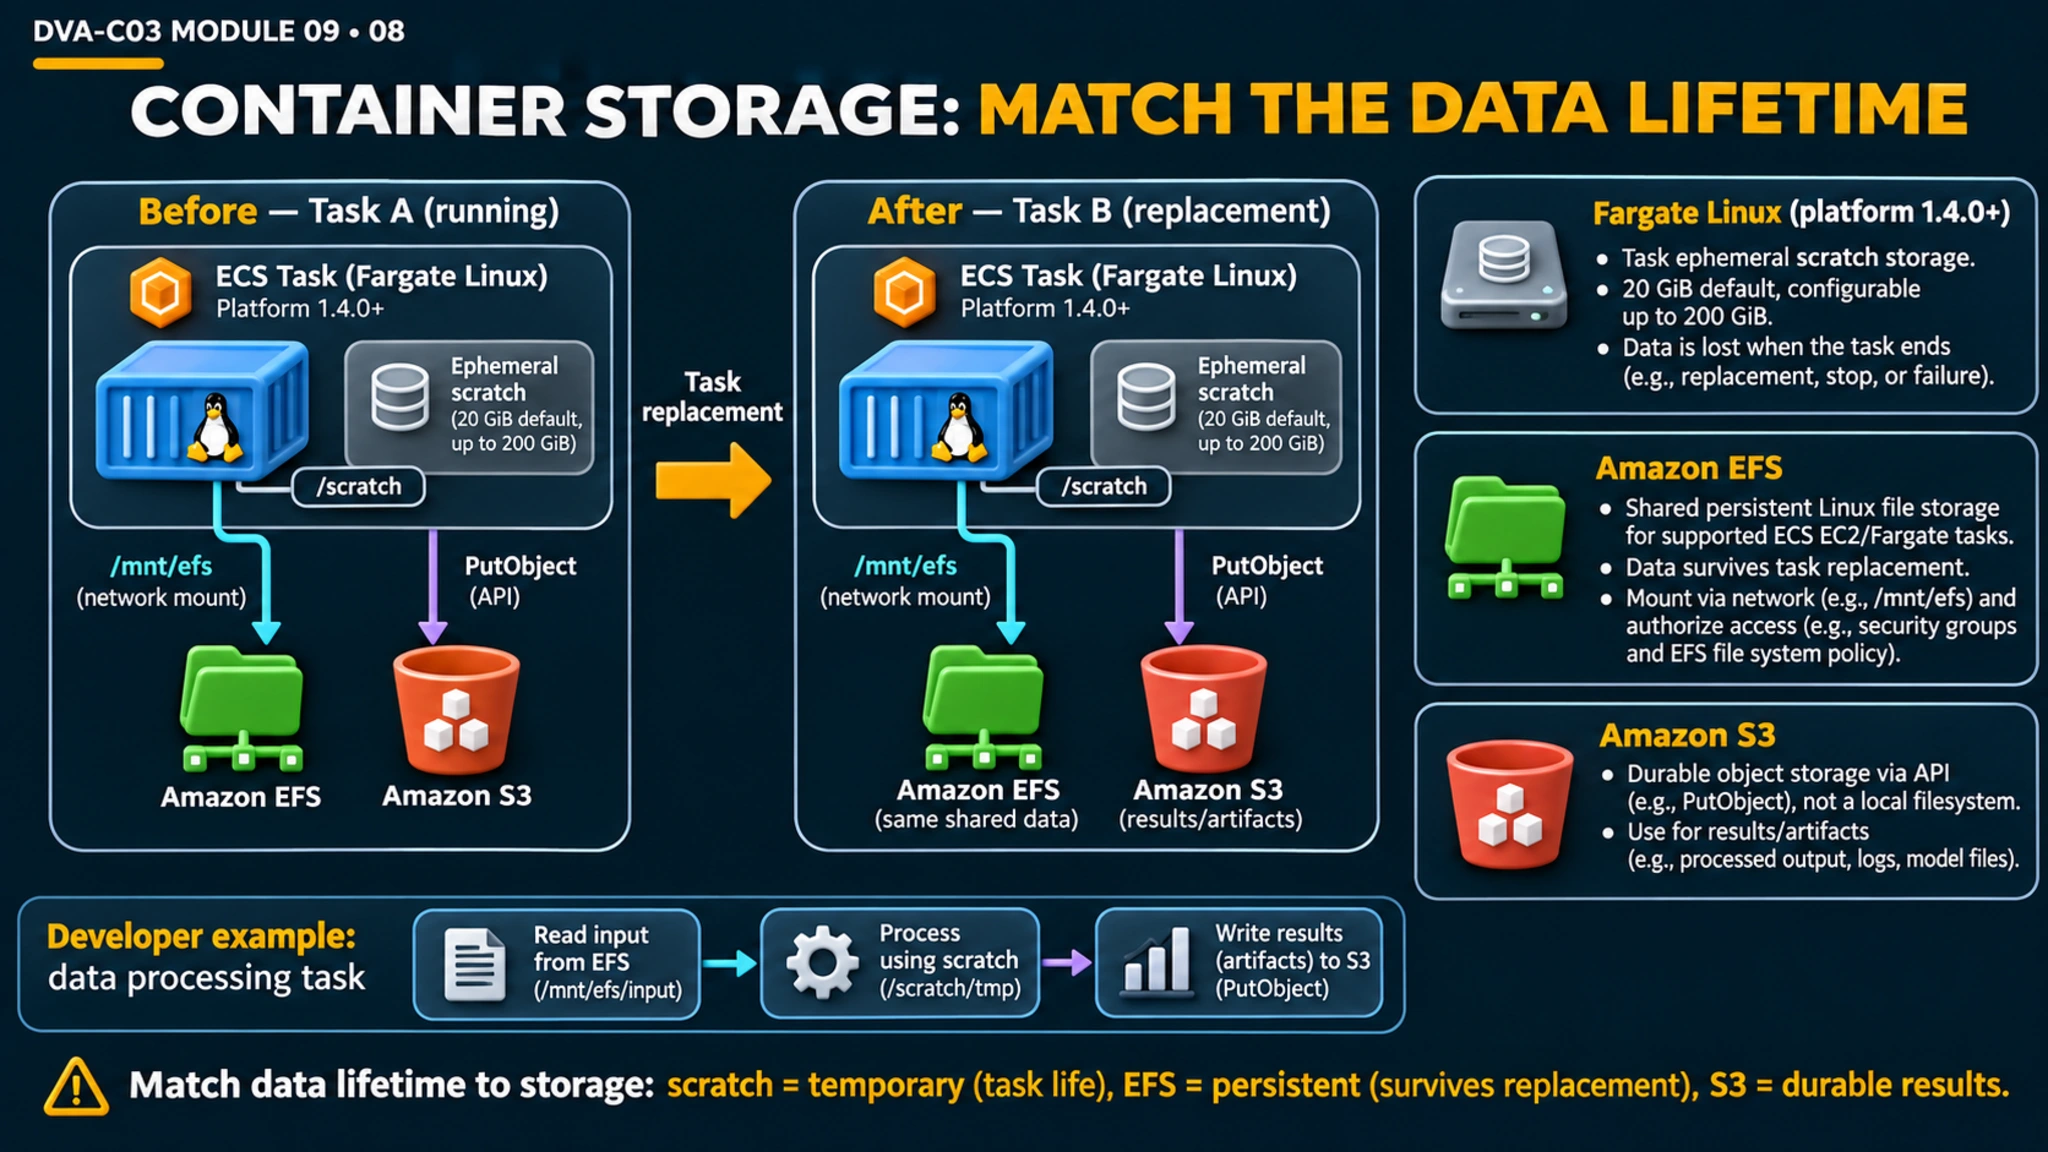 DVA-C03 MODULE 09 • 08
CONTAINER STORAGE: MATCH THE DATA LIFETIME
Before — Task A (running)
ECS Task (Fargate Linux)
Platform 1.4.0+
Ephemeral
scratch
(20 GiB default,
up to 200 GiB)
/scratch
/mnt/efs
(network mount)
PutObject
(API)
Amazon EFS
Amazon S3
Task
replacement
After — Task B (replacement)
ECS Task (Fargate Linux)
Platform 1.4.0+
Ephemeral
scratch
(20 GiB default,
up to 200 GiB)
/scratch
/mnt/efs
(network mount)
PutObject
(API)
Amazon EFS
(same shared data)
Amazon S3
(results/artifacts)
Fargate Linux (platform 1.4.0+)
• Task ephemeral scratch storage.
• 20 GiB default, configurable
up to 200 GiB.
• Data is lost when the task ends
(e.g., replacement, stop, or failure).
Amazon EFS
• Shared persistent Linux file storage
for supported ECS EC2/Fargate tasks.
• Data survives task replacement.
• Mount via network (e.g., /mnt/efs) and
authorize access (e.g., security groups
and EFS file system policy).
Amazon S3
• Durable object storage via API
(e.g., PutObject), not a local filesystem.
• Use for results/artifacts
(e.g., processed output, logs, model files).
Developer example:
data processing task
Read input
from EFS
(/mnt/efs/input)
Process
using scratch
(/scratch/tmp)
Write results
(artifacts) to S3
(PutObject)
Match data lifetime to storage: scratch = temporary (task life), EFS = persistent (survives replacement), S3 = durable results.